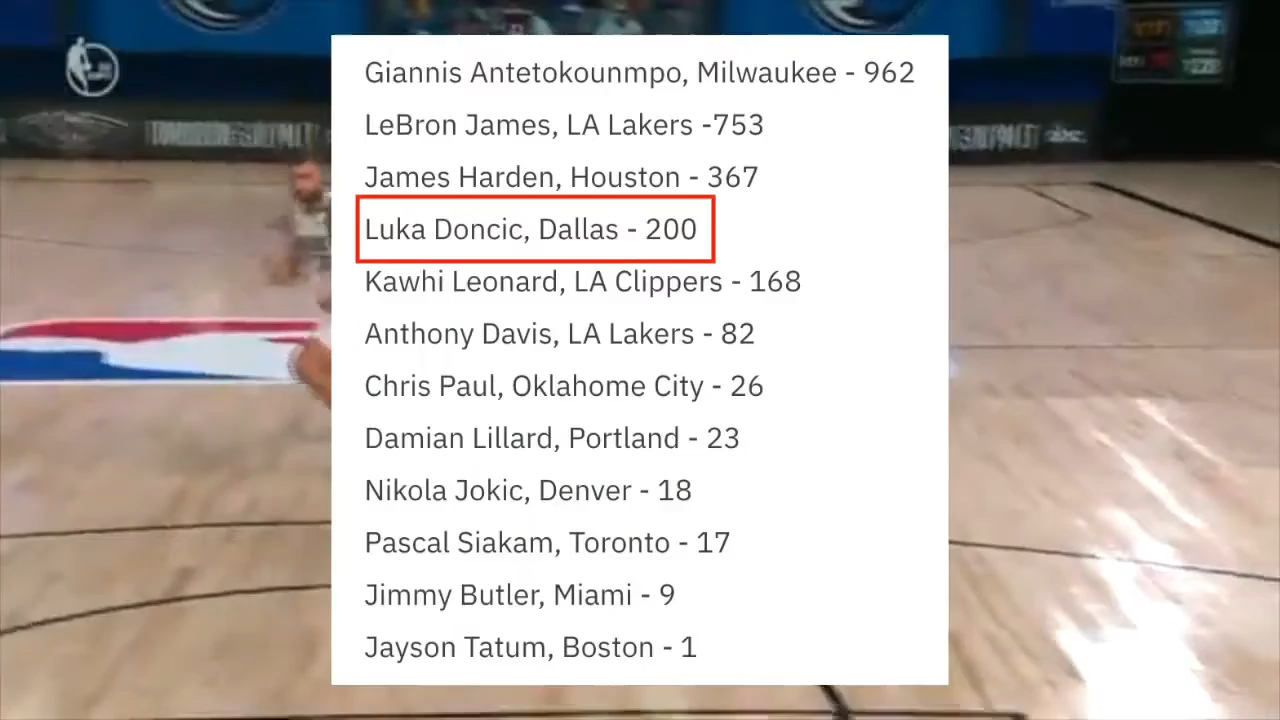 Giannis Antetokounmpo, Milwaukee - 962
LeBron James, LA Lakers -753
James Harden, Houston - 367
Luka Doncic, Dallas - 200
Kawhi Leonard, LA Clippers - 168
Anthony Davis, LA Lakers - 82
Chris Paul, Oklahome City - 26
Damian Lillard, Portland - 23
Nikola Jokic, Denver - 18
Pascal Siakam, Toronto - 17
Jimmy Butler, Miami - 9
Jayson Tatum, Boston - 1